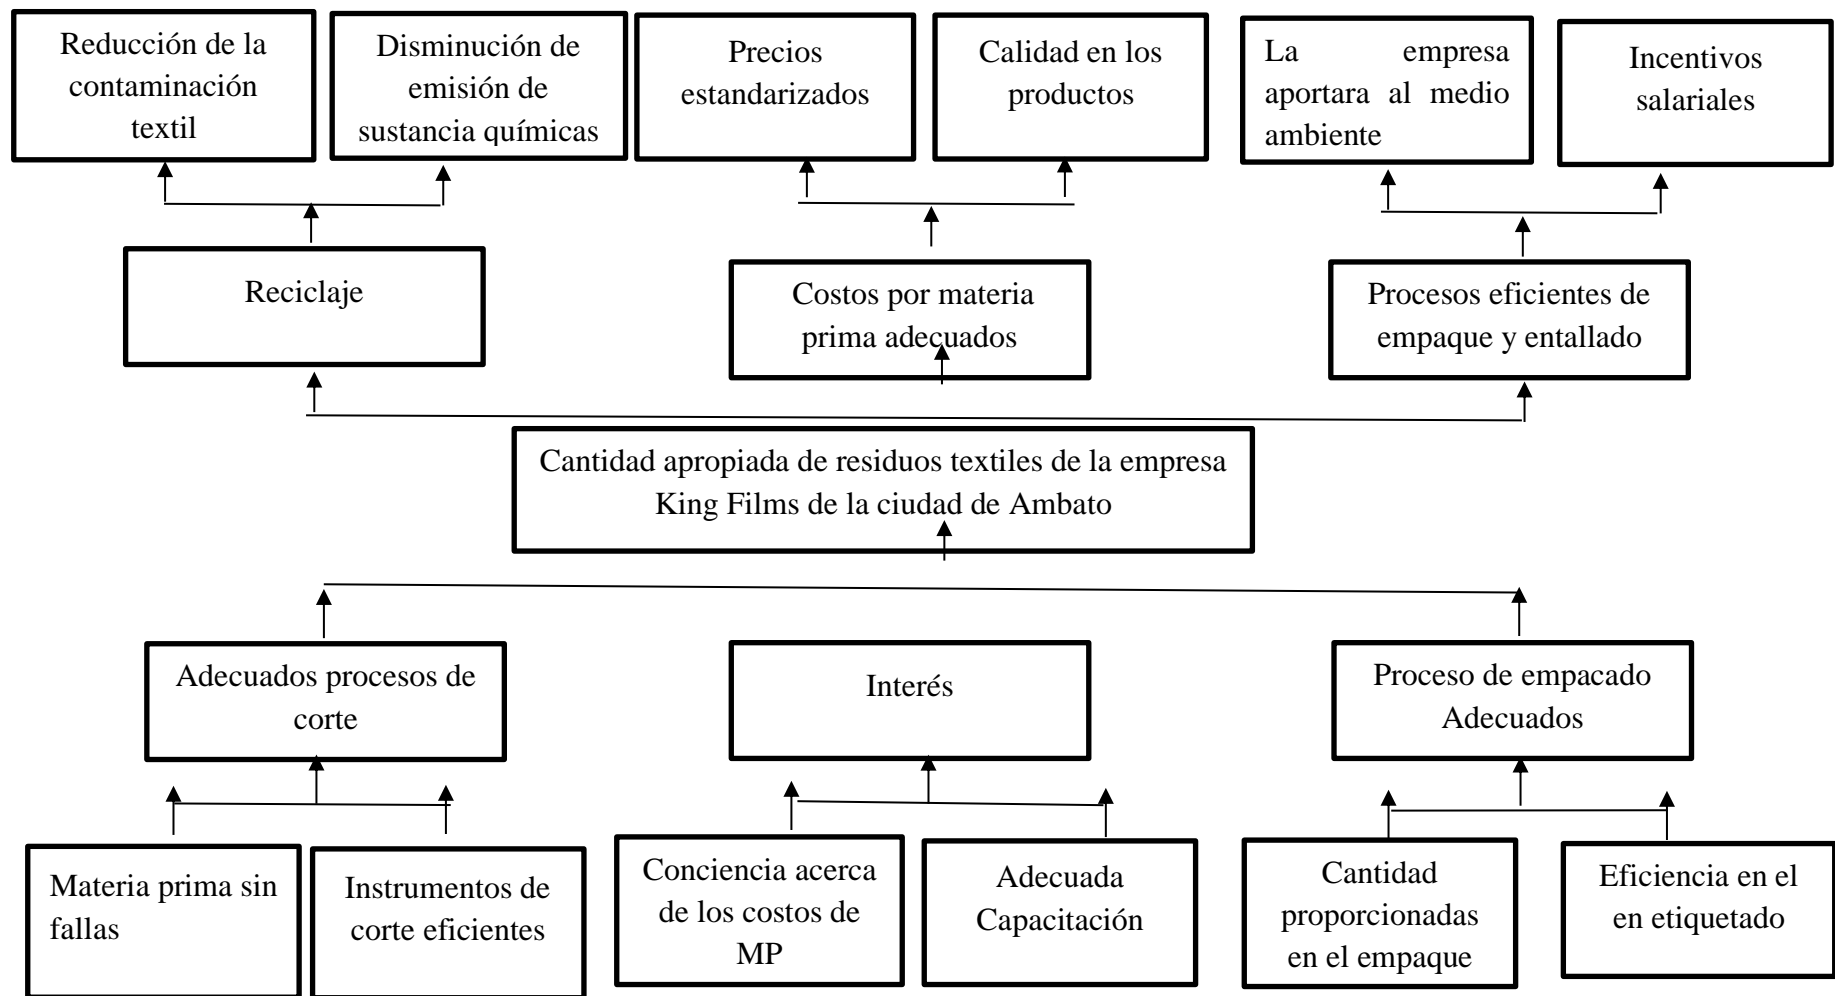 Reducción de la
contaminación
textil
Disminución de
emisión de
sustancia químicas
Precios
estandarizados
Calidad en los
productos
La empresa
aportara al medio
ambiente
Incentivos
salariales
Reciclaje
Costos por materia
prima adecuados
Procesos eficientes de
empaque y entallado
Cantidad apropiada de residuos textiles de la empresa
King Films de la ciudad de Ambato
Adecuados procesos de
corte
Interés
Proceso de empacado
Adecuados
Materia prima sin
fallas
Instrumentos de
corte eficientes
Conciencia acerca
de los costos de
MP
Adecuada
Capacitación
Cantidad
proporcionadas
en el empaque
Eficiencia en el
en etiquetado